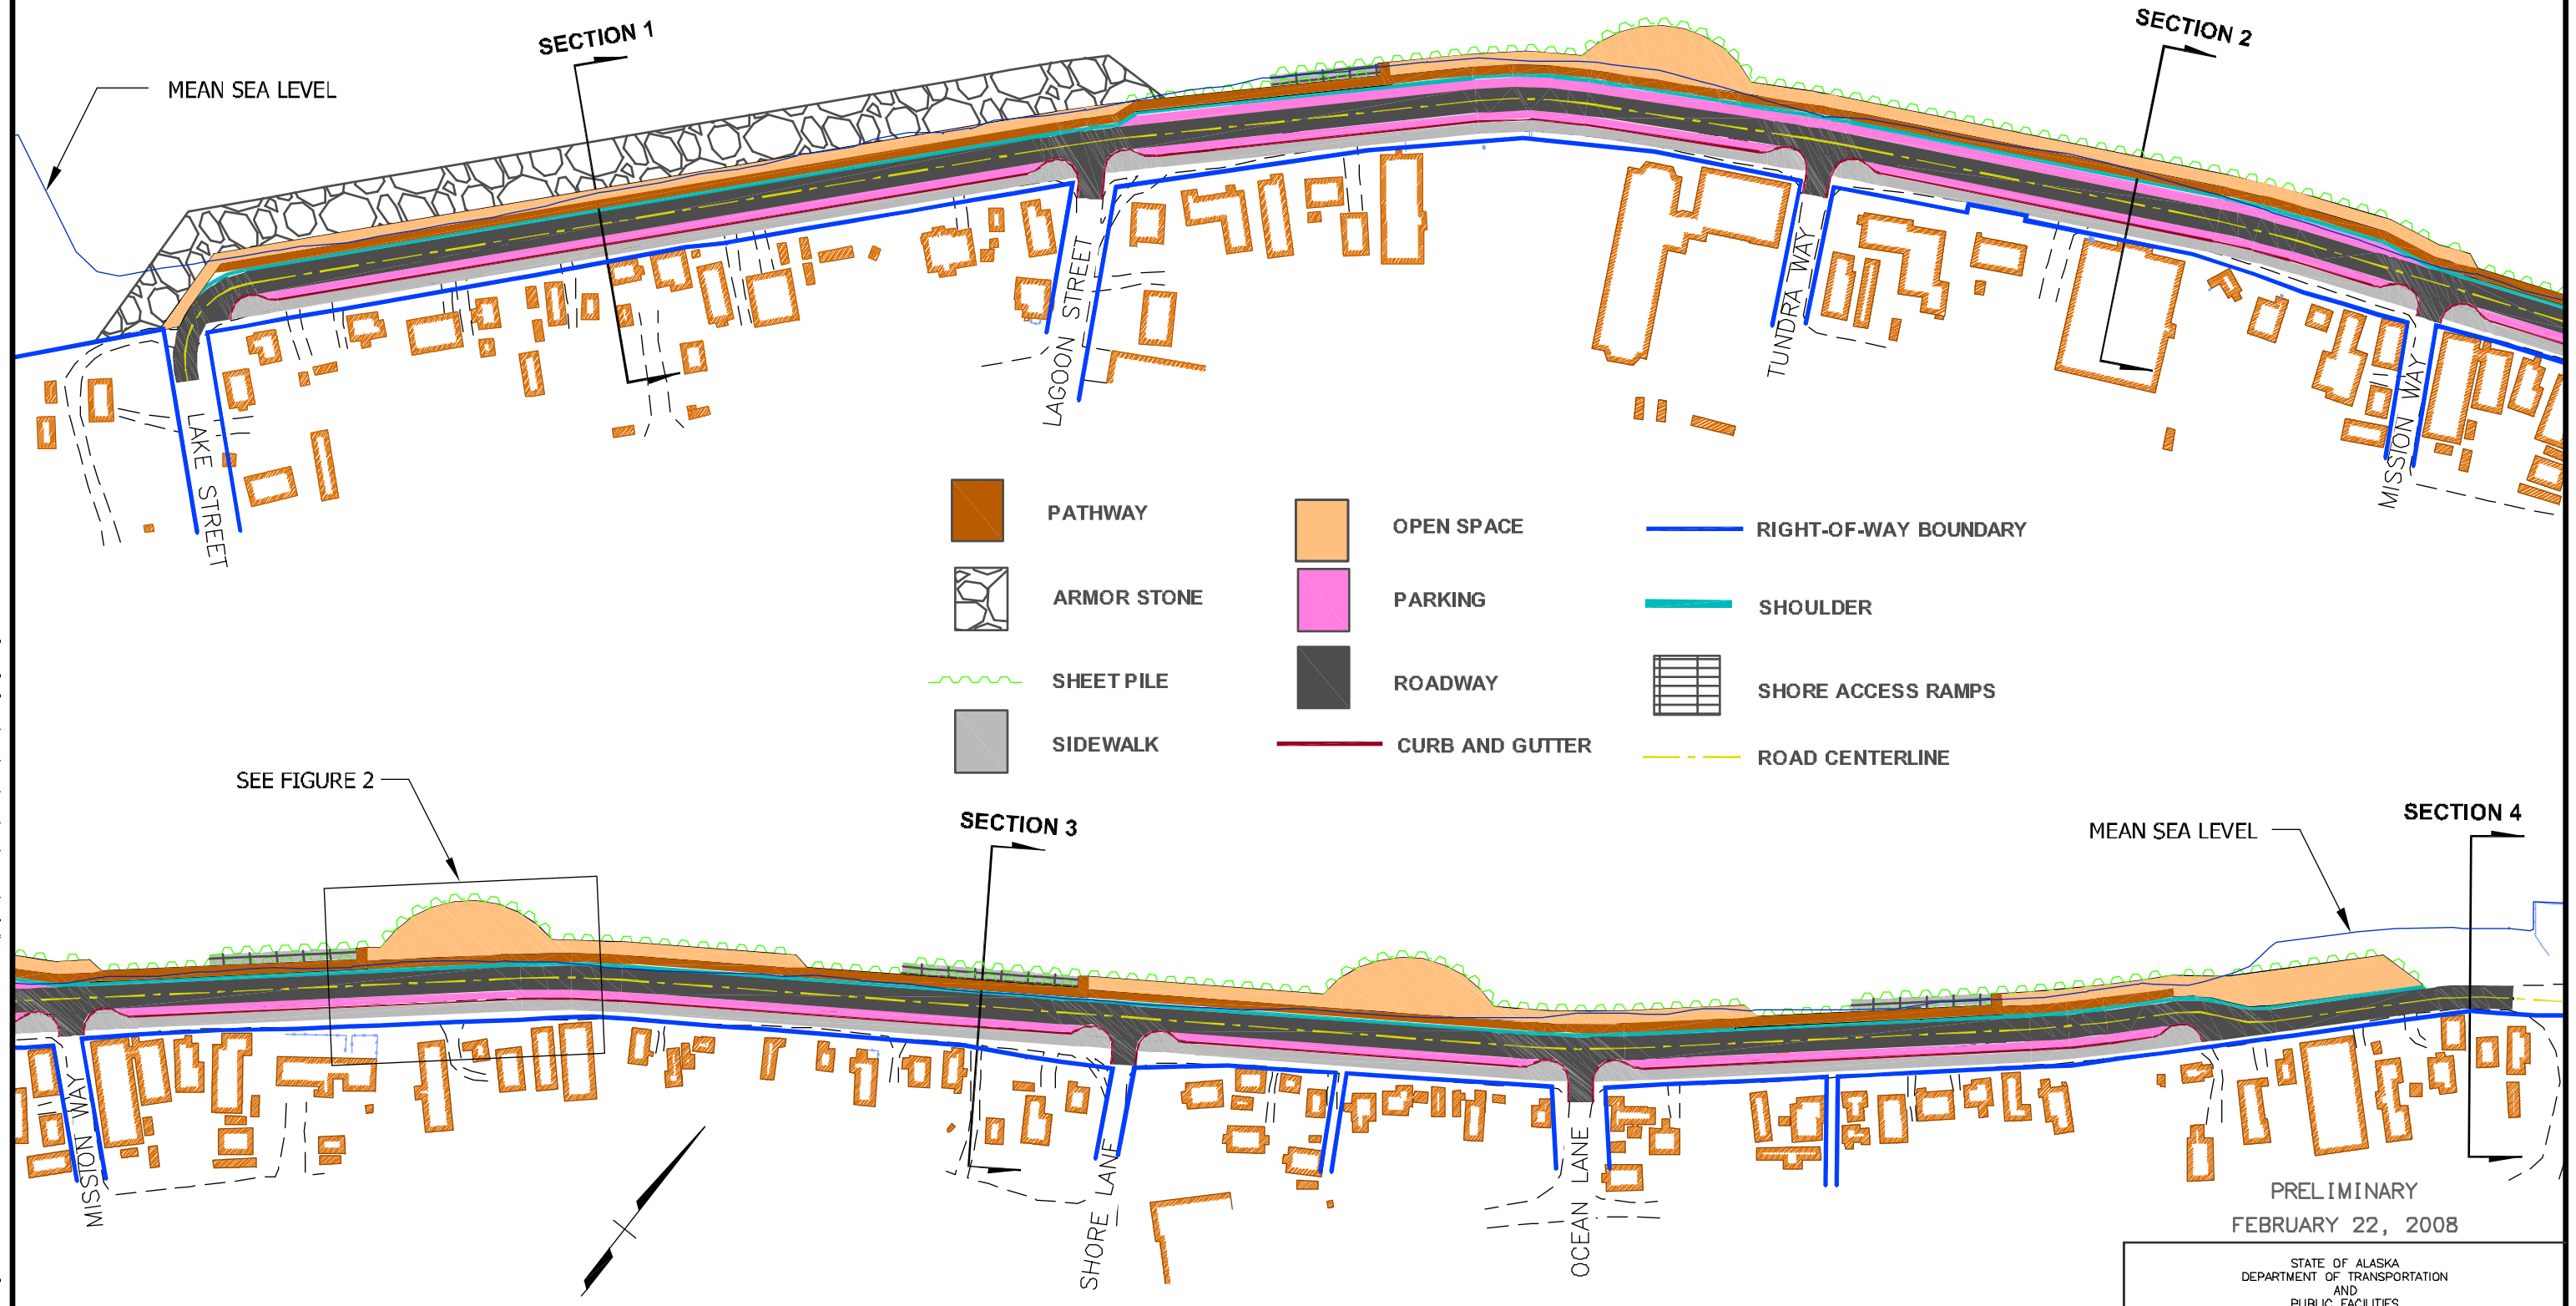 SECTION 1
SECTION 2
MEAN SEA LEVEL
LAKE STREET
LAGOON STREET
TUNDRA WAY
MISSION WAY
PATHWAY
OPEN SPACE
RIGHT-OF-WAY BOUNDARY
ARMOR STONE
PARKING
SHOULDER
SHEET PILE
ROADWAY
SHORE ACCESS RAMPS
SIDEWALK
CURB AND GUTTER
ROAD CENTERLINE
SEE FIGURE 2
SECTION 3
MEAN SEA LEVEL
SECTION 4
MISSION WAY
SHORE LANE
OCEAN LANE
PRELIMINARY
FEBRUARY 22, 2008
STATE OF ALASKA
DEPARTMENT OF TRANSPORTATION
AND
PUBLIC FACILITIES